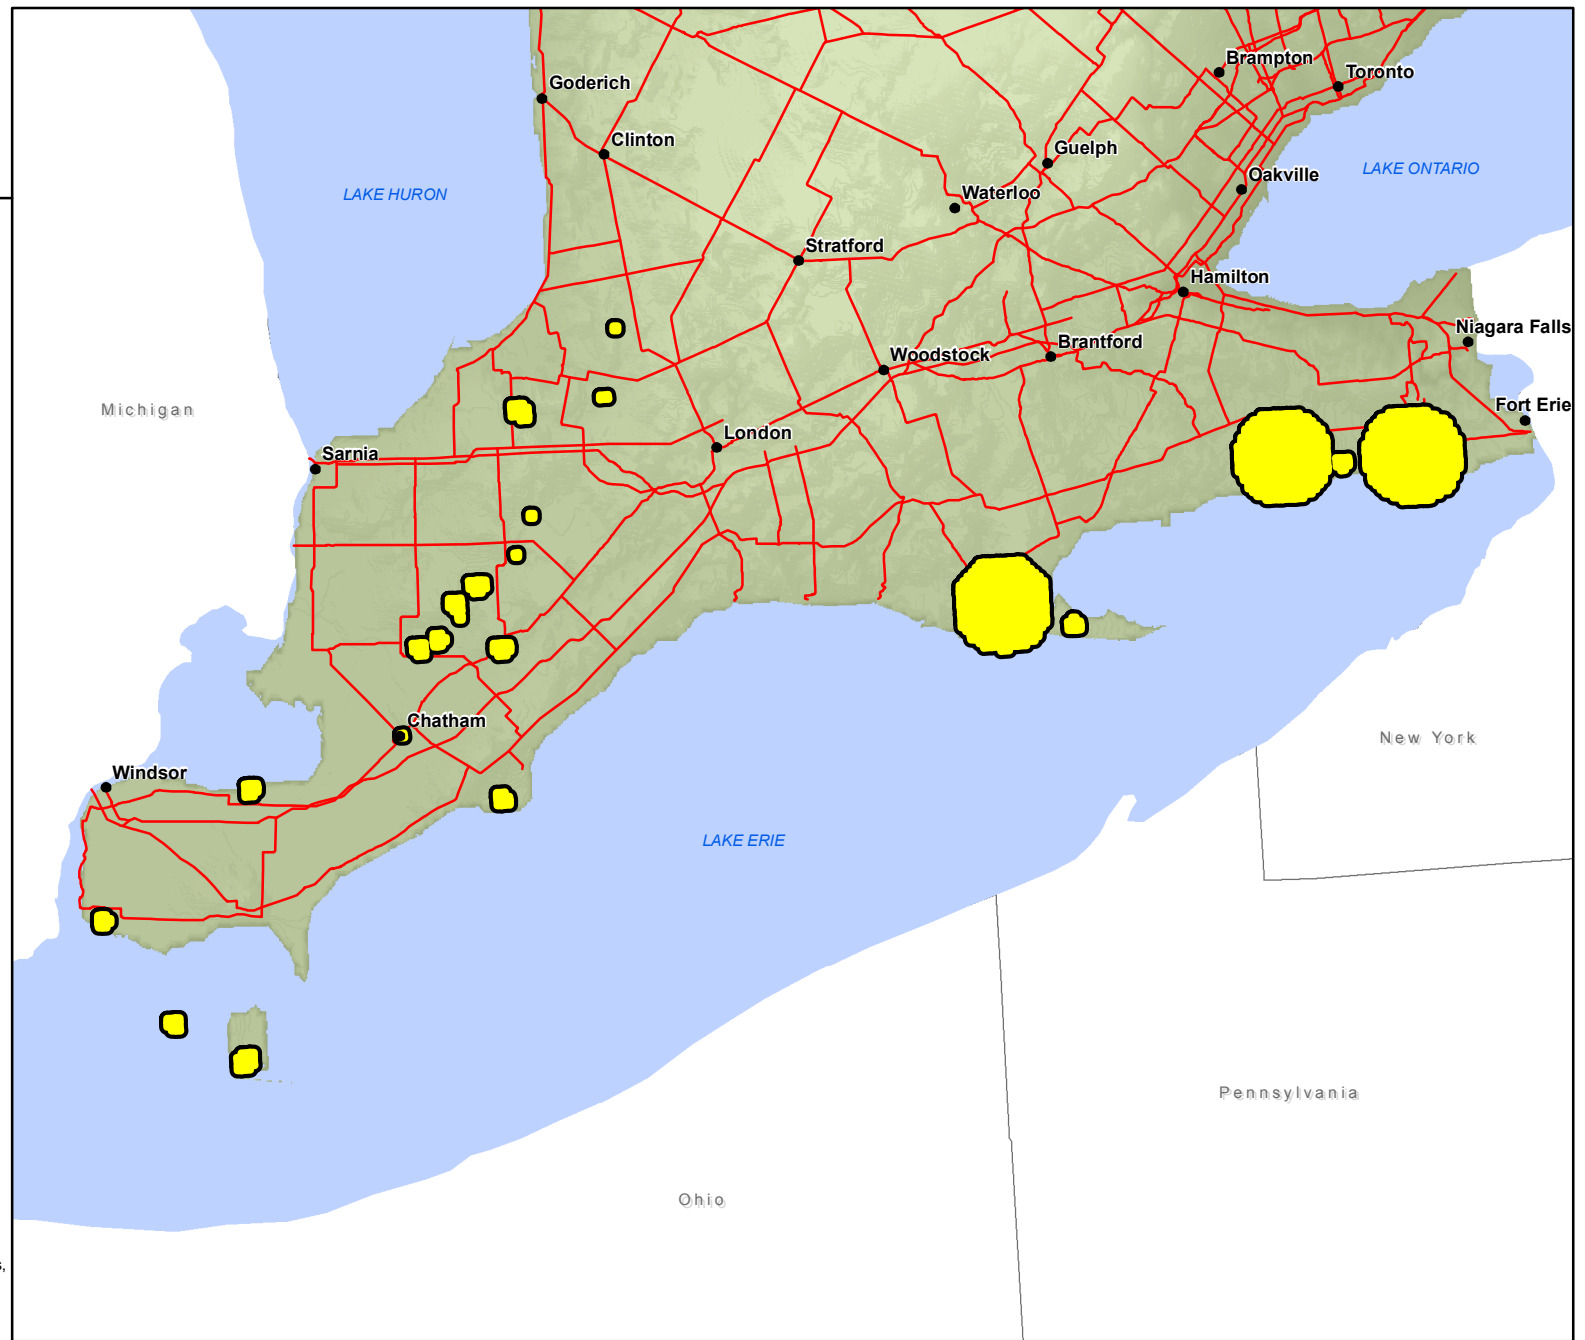 Brampton
Toronto
Goderich
Clinton
Guelph
LAKE HURON
LAKE ONTARIO
Oakville
Waterloo
Stratford
Hamilton
Niagara Falls
Brantford
Woodstock
Michigan
Fort Erie
London
Sarnia
Chatham
New York
Windsor
LAKE ERIE
Pennsylvania
Ohio